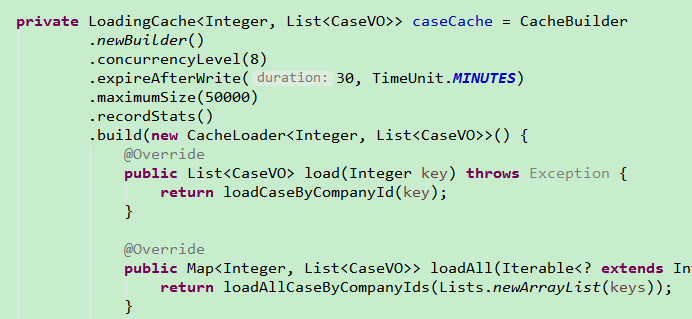 private LoadingCache<Integer, List<CaseVO>> caseCache = CacheBuilder
.newBuilder()
.concurrencyLevel(8)
.expireAfterWrite( duration: 30, TimeUnit.MINUTES)
.maximumSize(50000)
.recordStats()
.build(new CacheLoader<Integer, List<CaseVO>>() {
@Override
public List<CaseVO> load(Integer key) throws Exception {
return loadCaseByCompanyId(key);
}
@Override
public Map<Integer, List<CaseVO>> loadAll(Iterable<? extends Int
return loadAllCaseByCompanyIds(Lists.newArrayList(keys));
}